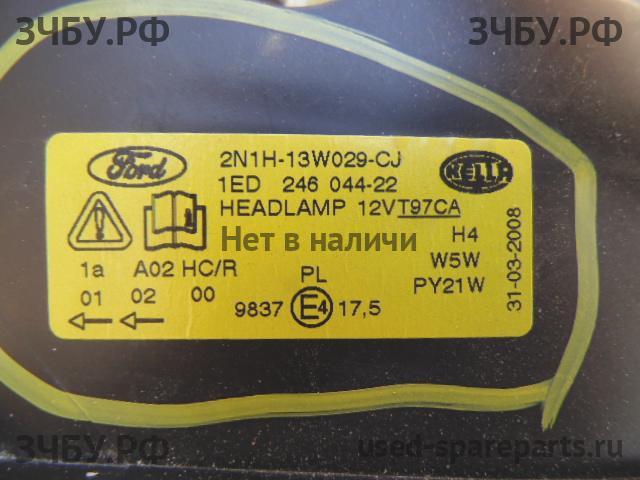 ЗЧБУ.РФ ЗЧБУ.РФ
Ford 2N1H-13W029-CJ HELLA
1ED 246 044-22
HEADLAMP 12VT97CA
Нет в наличи
H4
1a A02 HC/R PL W5W
01 02 00 PY21W
9837 E4 17,5
31-03-2008
ЗЧБУ.РФ used-spareparts.ru